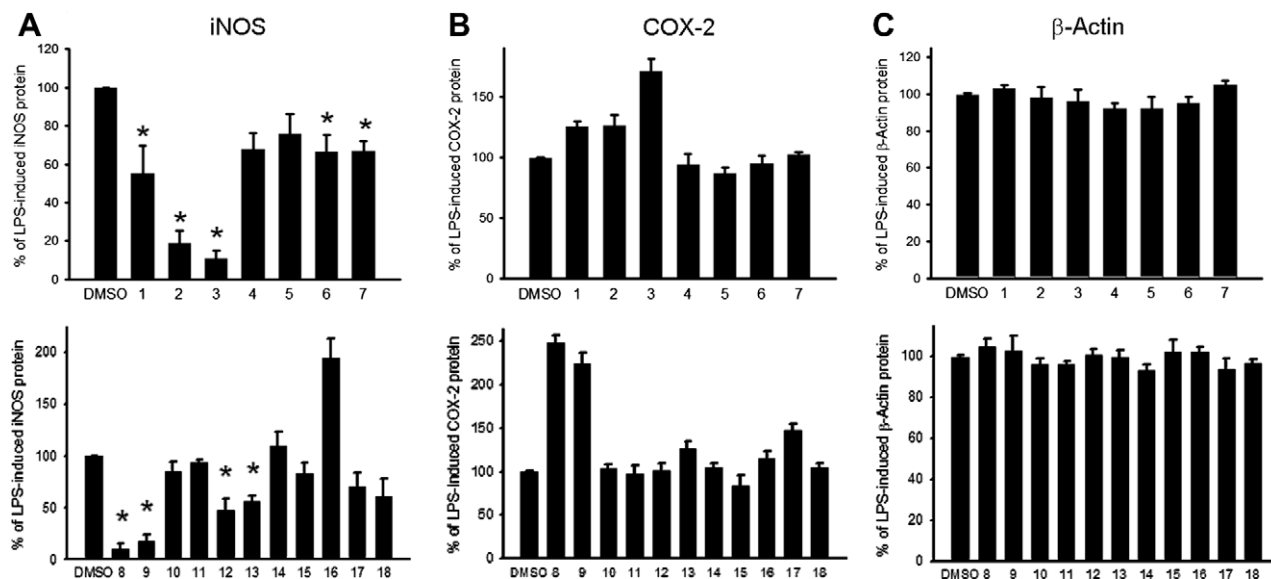 A iNOS
% of LPS-induced iNOS protein
120
100
80
60
40
20
0
* * * * *
DMSO 1 2 3 4 5 6 7
B COX-2
% of LPS-induced COX-2 protein
150
100
50
0
DMSO 1 2 3 4 5 6 7
C β-Actin
% of LPS-induced β-Actin protein
120
100
80
60
40
20
0
DMSO 1 2 3 4 5 6 7
% of LPS-induced iNOS protein
200
150
100
50
0
* * * *
DMSO 8 9 10 11 12 13 14 15 16 17 18
% of LPS-induced COX-2 protein
250
200
150
100
50
0
DMSO 8 9 10 11 12 13 14 15 16 17 18
% of LPS-induced β-Actin protein
120
100
80
60
40
20
0
DMSO 8 9 10 11 12 13 14 15 16 17 18